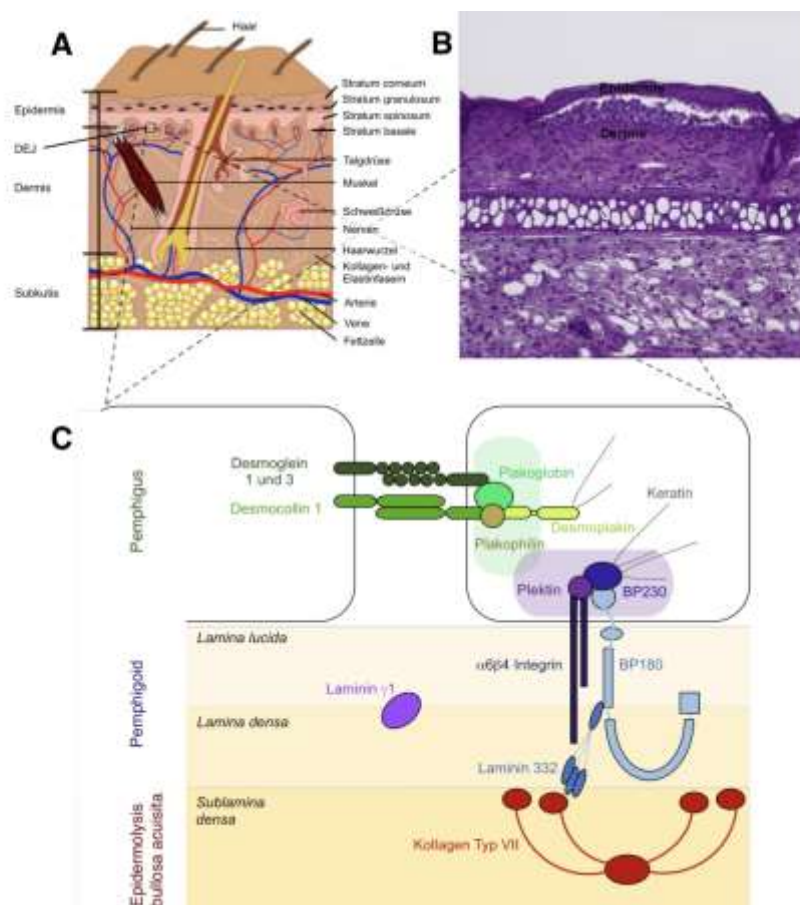 A
Haar
Epidermis
DEJ
Dermis
Subkutis
Stratum corneum
Stratum granulosum
Stratum spinosum
Stratum basale
Talgdrüse
Muskel
Schweißdrüse
Nerven
Haarwurzel
Kollagen- und
Elastinfasern
Arterie
Vene
Fettzelle
B
Epidermis
Dermis
C
Pemphigus
Desmoglein
1 und 3
Desmocollin 1
Plakoglobin
Desmoplakin
Plakophilin
Keratin
Plektin
BP230
Pemphigoid
Lamina lucida
α6β4 Integrin
BP180
Laminin γ1
Lamina densa
Laminin 332
Epidermolysis
bullosa acuisita
Sublamina
densa
Kollagen Typ VII